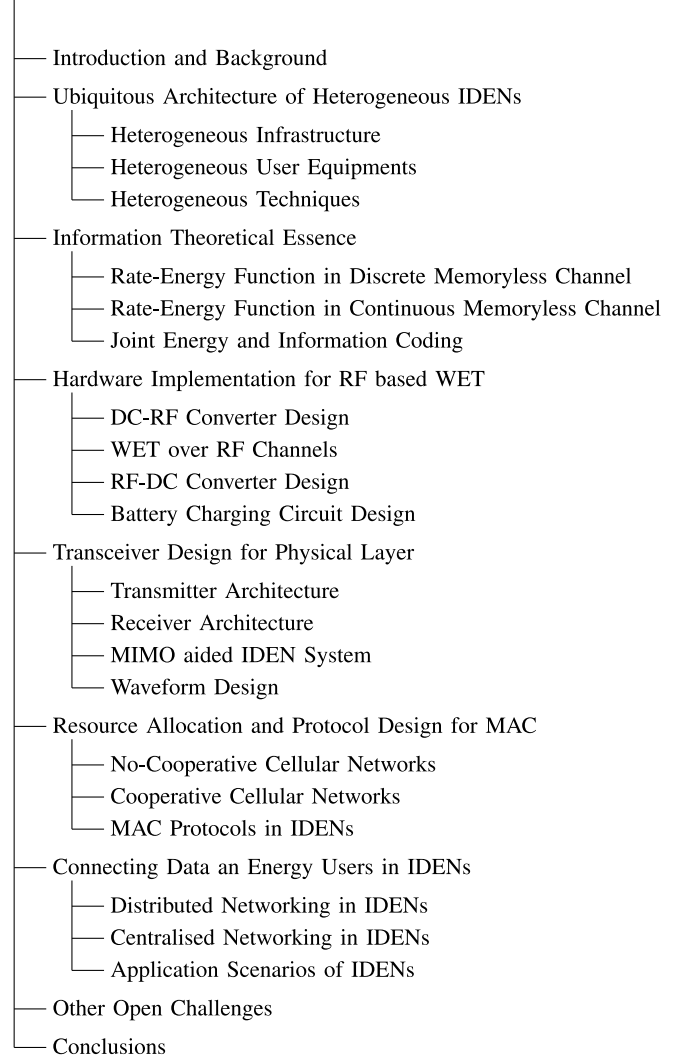 Introduction and Background
Ubiquitous Architecture of Heterogeneous IDENs
Heterogeneous Infrastructure
Heterogeneous User Equipments
Heterogeneous Techniques
Information Theoretical Essence
Rate-Energy Function in Discrete Memoryless Channel
Rate-Energy Function in Continuous Memoryless Channel
Joint Energy and Information Coding
Hardware Implementation for RF based WET
DC-RF Converter Design
WET over RF Channels
RF-DC Converter Design
Battery Charging Circuit Design
Transceiver Design for Physical Layer
Transmitter Architecture
Receiver Architecture
MIMO aided IDEN System
Waveform Design
Resource Allocation and Protocol Design for MAC
No-Cooperative Cellular Networks
Cooperative Cellular Networks
MAC Protocols in IDENs
Connecting Data an Energy Users in IDENs
Distributed Networking in IDENs
Centralised Networking in IDENs
Application Scenarios of IDENs
Other Open Challenges
Conclusions